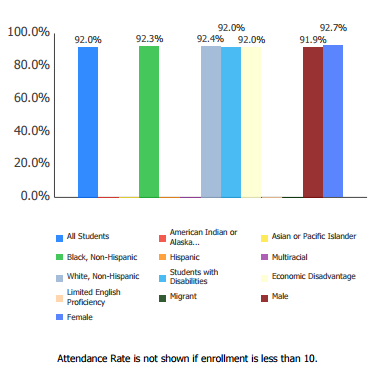 92.0%
92.7%
100.0%
92.0%
92.3%
92.4%
92.0%
91.9%
80.0%
60.0%
40.0%
20.0%
0.0%
All Students
American Indian or
Alaska...
Asian or Pacific Islander
Black, Non-Hispanic
Hispanic
Multiracial
White, Non-Hispanic
Students with
Disabilities
Economic Disadvantage
Limited English
Proficiency
Migrant
Male
Female
Attendance Rate is not shown if enrollment is less than 10.